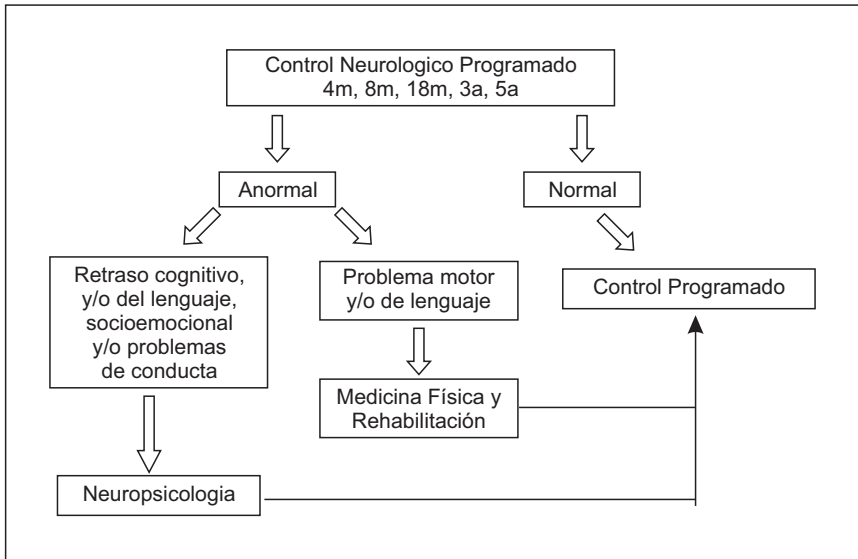 Control Neurologico Programado
4m, 8m, 18m, 3a, 5a
Anormal
Normal
Retraso cognitivo,
y/o del lenguaje,
socioemocional
y/o problemas
de conducta
Problema motor
y/o de lenguaje
Control Programado
Medicina Física y
Rehabilitación
Neuropsicologia